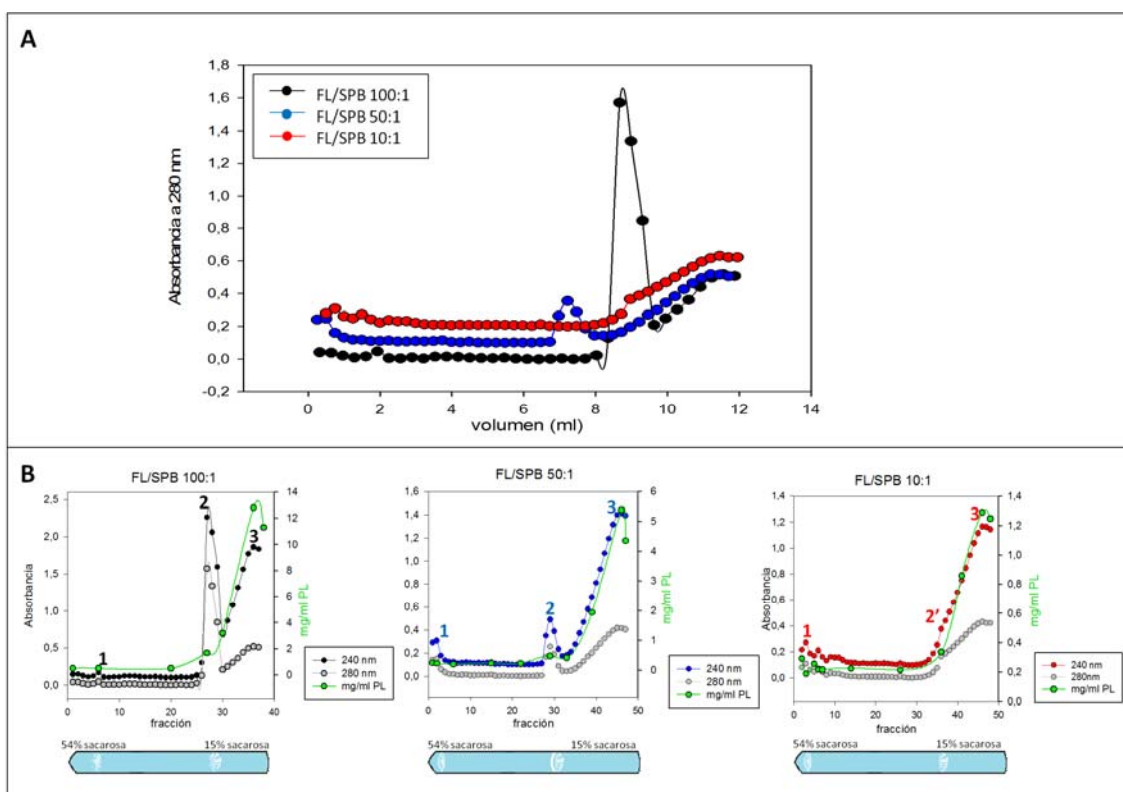 A
1,8
1,6
1,4
1,2
1,0
0,8
0,6
0,4
0,2
0,0
0,2
Absorbancia a 280 nm
FL/SPB 100:1
FL/SPB 50:1
FL/SPB 10:1
0 2 4 6 8 10 12 14
volumen (ml)
B
FL/SPB 100:1
2,5
2,0
1,5
1,0
0,5
0,0
Absorbancia
14
12
10
8
6
4
2
0
mg/ml PL
1
2
3
240 nm
280 nm
mg/ml PL
0 10 20 30 40
fracción
54% sacarosa 15% sacarosa
FL/SPB 50:1
1,6
1,4
1,2
1,0
0,8
0,6
0,4
0,2
0,0
6
5
4
3
2
1
0
mg/ml PL
1
2
3
240 nm
280 nm
mg/ml PL
0 10 20 30 40 50
fracción
54% sacarosa 15% sacarosa
FL/SPB 10:1
1,4
1,2
1,0
0,8
0,6
0,4
0,2
0,0
Absorbancia
1,4
1,2
1,0
0,8
0,6
0,4
0,2
0,0
mg/ml PL
1
2'
3
240 nm
280nm
mg/ml PL
0 10 20 30 40 50
fracción
54% sacarosa 15% sacarosa